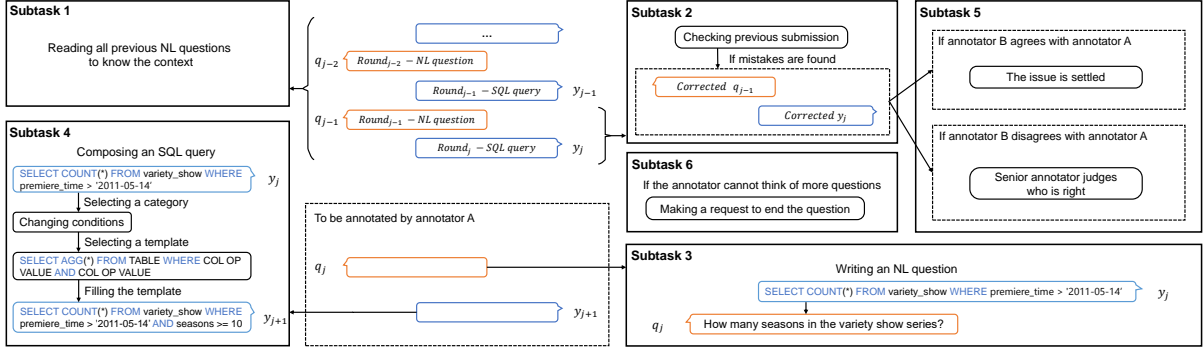 Subtask 1
Reading all previous NL questions
to know the context
Subtask 4
Composing an SQL query
SELECT COUNT(*) FROM variety_show WHERE
premiere_time > '2011-05-14'
y_j
Selecting a category
Changing conditions
Selecting a template
SELECT AGG(*) FROM TABLE WHERE COL OP
VALUE AND COL OP VALUE
Filling the template
SELECT COUNT(*) FROM variety_show WHERE
premiere_time > '2011-05-14' AND seasons >= 10
y_{j+1}
...
q_{j-2}
Round_{j-2} − NL question
Round_{j-1} − SQL query
y_{j-1}
q_{j-1}
Round_{j-1} − NL question
Round_j − SQL query
y_j
To be annotated by annotator A
q_j
y_{j+1}
Subtask 2
Checking previous submission
If mistakes are found
Corrected q_{j-1}
Corrected y_j
Subtask 6
If the annotator cannot think of more questions
Making a request to end the question
Subtask 5
If annotator B agrees with annotator A
The issue is settled
If annotator B disagrees with annotator A
Senior annotator judges
who is right
Subtask 3
Writing an NL question
SELECT COUNT(*) FROM variety_show WHERE premiere_time > '2011-05-14'
y_j
q_j
How many seasons in the variety show series?